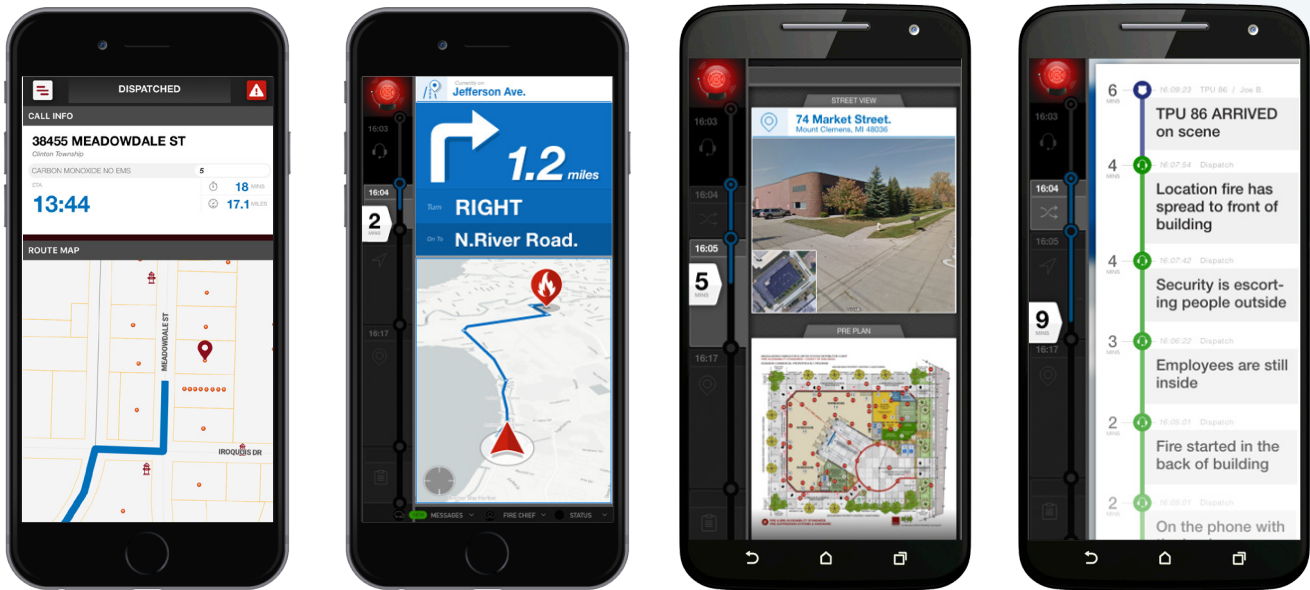 DISPATCHED
CALL INFO
38455 MEADOWDALE ST
Clinton Township
CARBON MONOXIDE NO EMS 5
ETA
13:44
18 MINS
17.1 MILES
ROUTE MAP
MEADOWDALE ST
IROQUOIS DR
Currently on
Jefferson Ave.
16:03
1.2 miles
16:04
2
MINS
Turn RIGHT
On To N.River Road.
16:17
MESSAGES
FIRE CHIEF
STATUS
STREET VIEW
74 Market Street.
Mount Clemens, MI 48036
16:03
16:04
16:05
5
MINS
PRE PLAN
16:17
16:03
16:04
16:05
9
MINS
16:17
6 16:09:23 TPU 86 / Joe B.
MINS
TPU 86 ARRIVED
on scene
4 16:07:54 Dispatch
MINS
Location fire has
spread to front of
building
4 16:07:42 Dispatch
MINS
Security is escort-
ing people outside
3 16:06:22 Dispatch
MINS
Employees are still
inside
2 16:05:01 Dispatch
MINS
Fire started in the
back of building
2 16:05:01 Dispatch
MINS
On the phone with